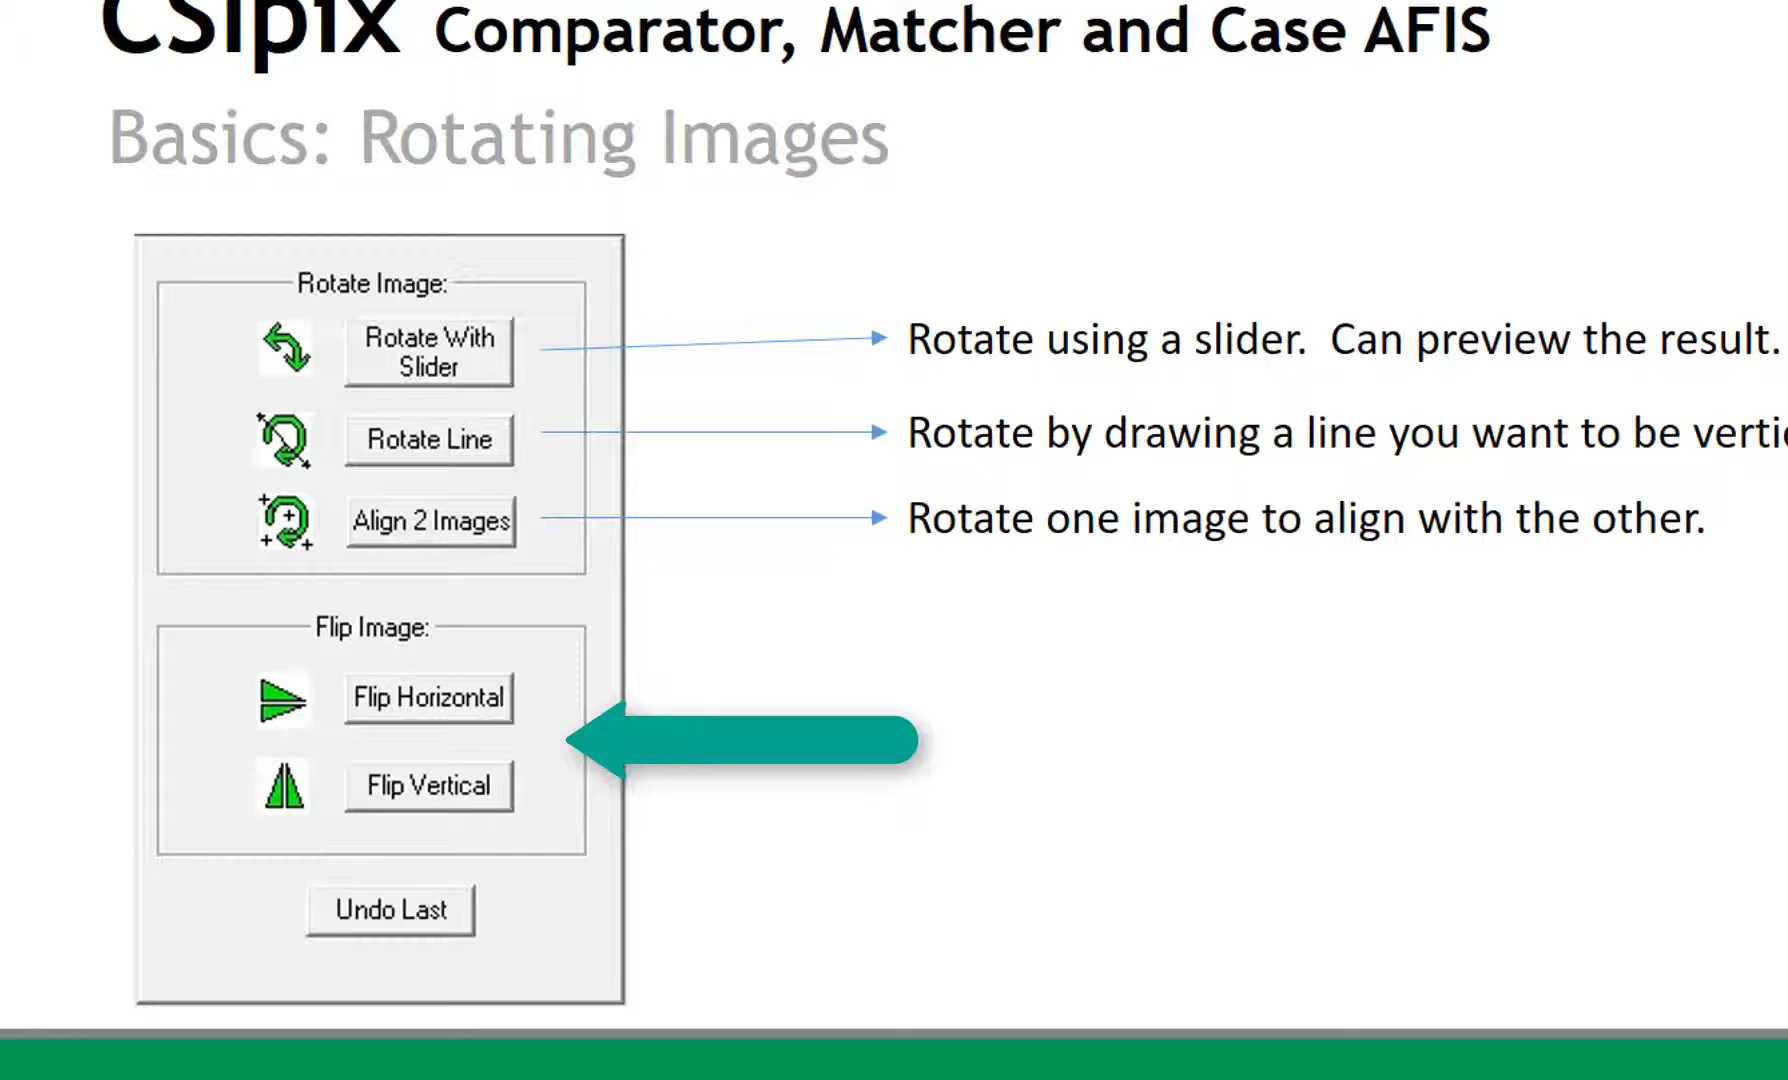 CSIpix Comparator, Matcher and Case AFIS
Basics: Rotating Images
Rotate Image:
Rotate With
Slider
Rotate using a slider.  Can preview the result.
Rotate Line
Rotate by drawing a line you want to be
Align 2 Images
Rotate one image to align with the other.
Flip Image:
Flip Horizontal
Flip Vertical
Undo Last